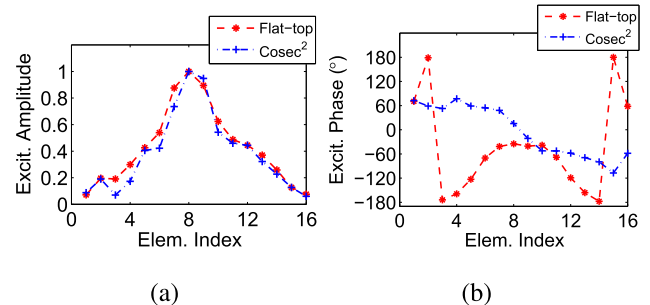 Flat-top
Cosec²
Excit. Amplitude
1
0.8
0.6
0.4
0.2
0
0 4 8 12 16
Elem. Index
(a)
Flat-top
Cosec²
Excit. Phase (°)
180
120
60
0
−60
−120
−180
0 4 8 12 16
Elem. Index
(b)